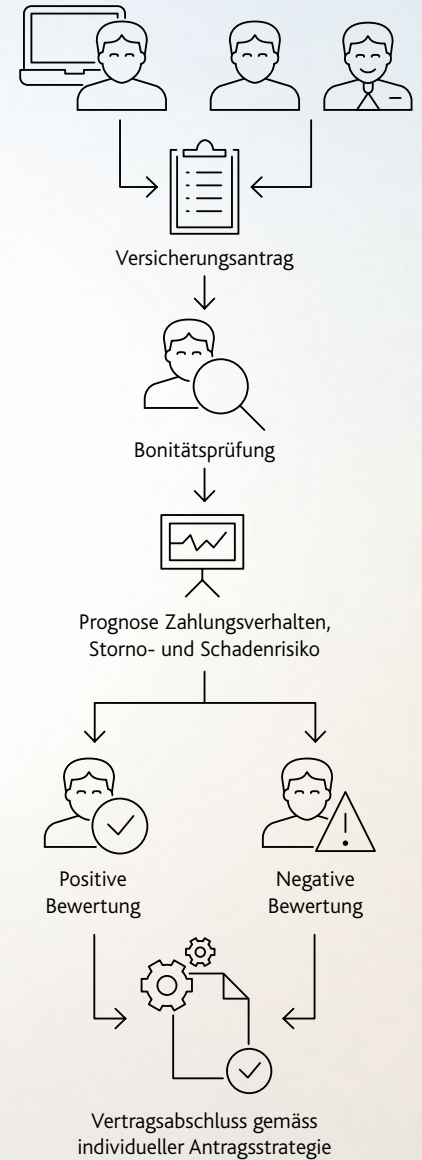 Versicherungsantrag
Bonitätsprüfung
Prognose Zahlungsverhalten,
Storno- und Schadenrisiko
Positive
Bewertung
Negative
Bewertung
Vertragsabschluss gemäss
individueller Antragsstrategie